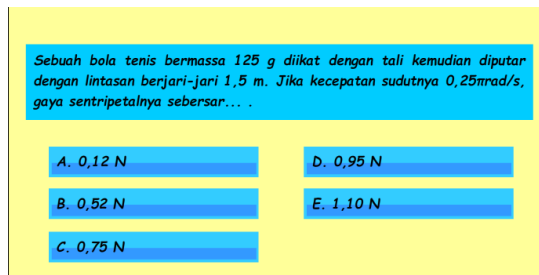 Sebuah bola tenis bermassa 125 g diikat dengan tali kemudian diputar
dengan lintasan berjari-jari 1,5 m. Jika kecepatan sudutnya 0,25πrad/s,
gaya sentripetalnya sebersar... .
A. 0,12 N
D. 0,95 N
B. 0,52 N
E. 1,10 N
C. 0,75 N